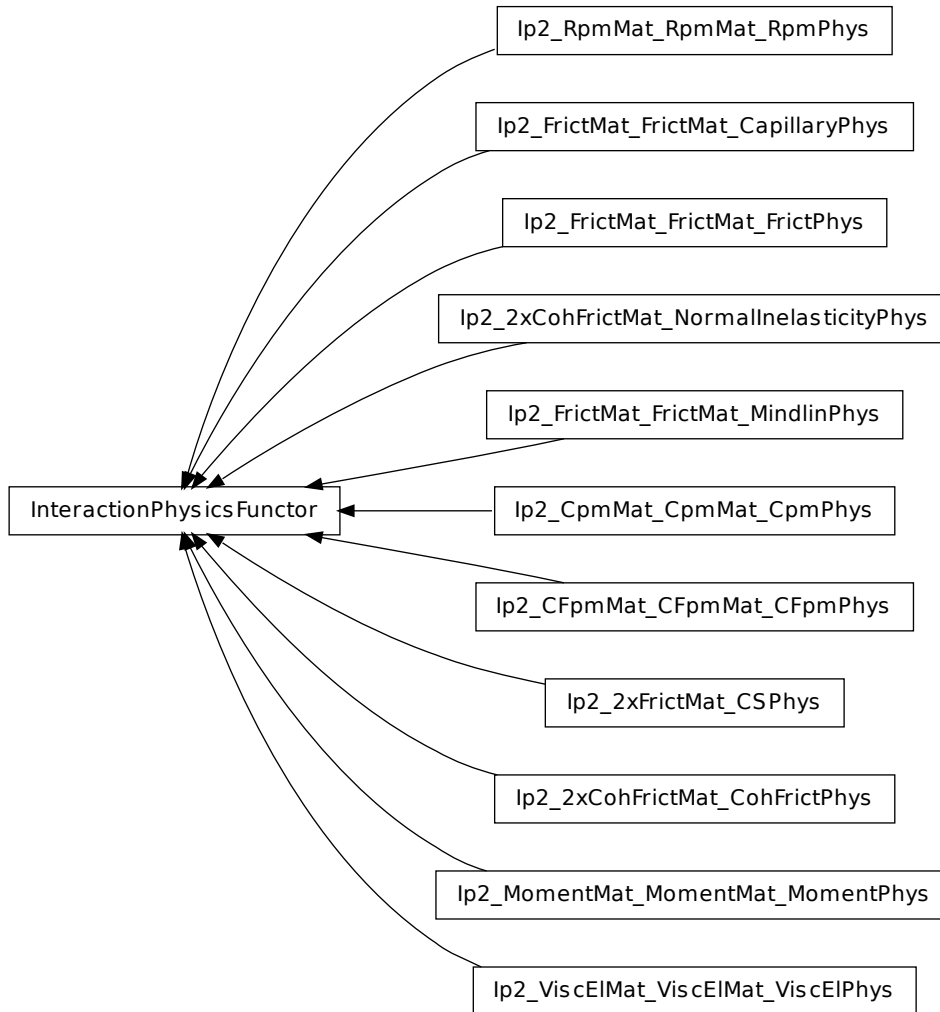 Ip2_RpmMat_RpmMat_RpmPhys
Ip2_FrictMat_FrictMat_CapillaryPhys
Ip2_FrictMat_FrictMat_FrictPhys
Ip2_2xCohFrictMat_NormalInelasticityPhys
Ip2_FrictMat_FrictMat_MindlinPhys
InteractionPhysicsFunctor
Ip2_CpmMat_CpmMat_CpmPhys
Ip2_CFpmMat_CFpmMat_CFpmPhys
Ip2_2xFrictMat_CSPhys
Ip2_2xCohFrictMat_CohFrictPhys
Ip2_MomentMat_MomentMat_MomentPhys
Ip2_ViscElMat_ViscElMat_ViscElPhys